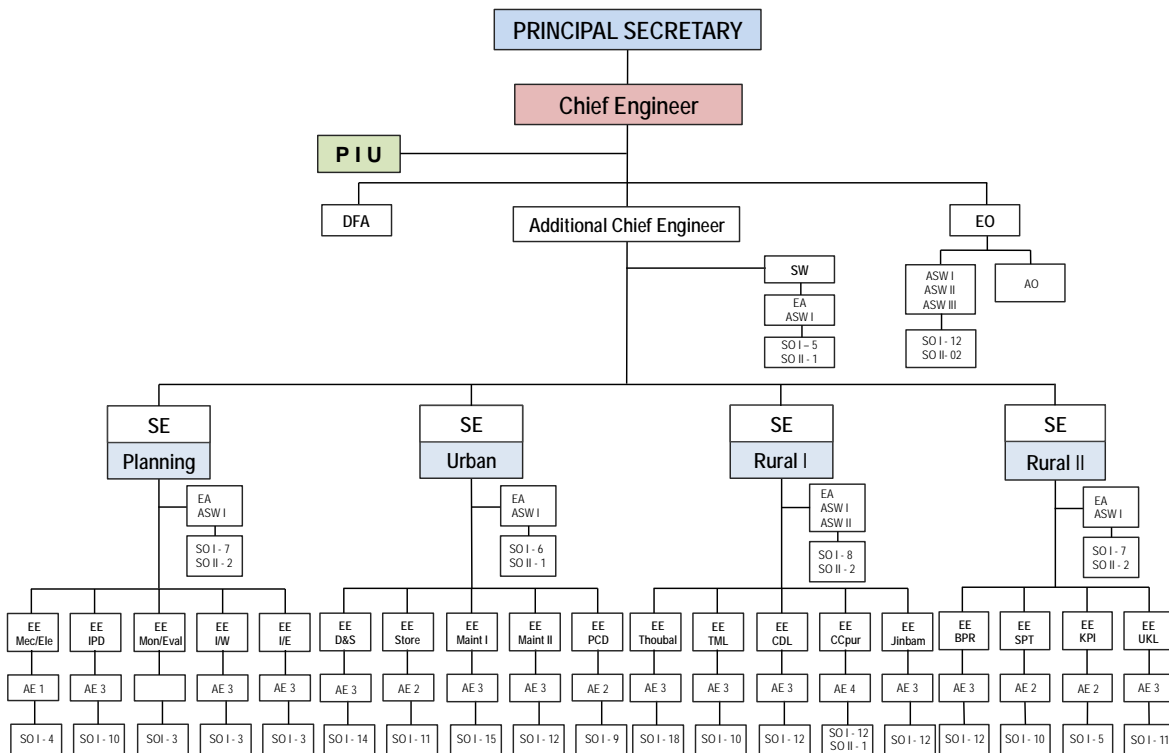 PRINCIPAL SECRETARY
Chief Engineer
P I U
DFA
Additional Chief Engineer
EO
SW
ASW I
ASW II
ASW III
AO
EA
ASW I
SO I – 5
SO II - 1
SO I - 12
SO II- 02
SE
Planning
SE
Urban
SE
Rural I
SE
Rural II
EA
ASW I
SO I - 7
SO II - 2
EA
ASW I
SO I - 6
SO II - 1
EA
ASW I
ASW II
SO I - 8
SO II - 2
EA
ASW I
SO I - 7
SO II - 2
EE
Mec/Ele
EE
IPD
EE
Mon/Eval
EE
I/W
EE
I/E
EE
D&S
EE
Store
EE
Maint I
EE
Maint II
EE
PCD
EE
Thoubal
EE
TML
EE
CDL
EE
CCpur
EE
Jinbam
EE
BPR
EE
SPT
EE
KPI
EE
UKL
AE 1
AE 3
AE 3
AE 3
AE 3
AE 2
AE 3
AE 3
AE 2
AE 3
AE 3
AE 3
AE 4
AE 3
AE 3
AE 2
AE 2
AE 3
SO I - 4
SO I - 10
SO I - 3
SO I - 3
SO I - 3
SO I - 14
SO I - 11
SO I - 15
SO I - 12
SO I - 9
SO I - 18
SO I - 10
SO I - 12
SO I - 12
SO II - 1
SO I - 12
SO I - 12
SO I - 10
SO I - 5
SO I - 11